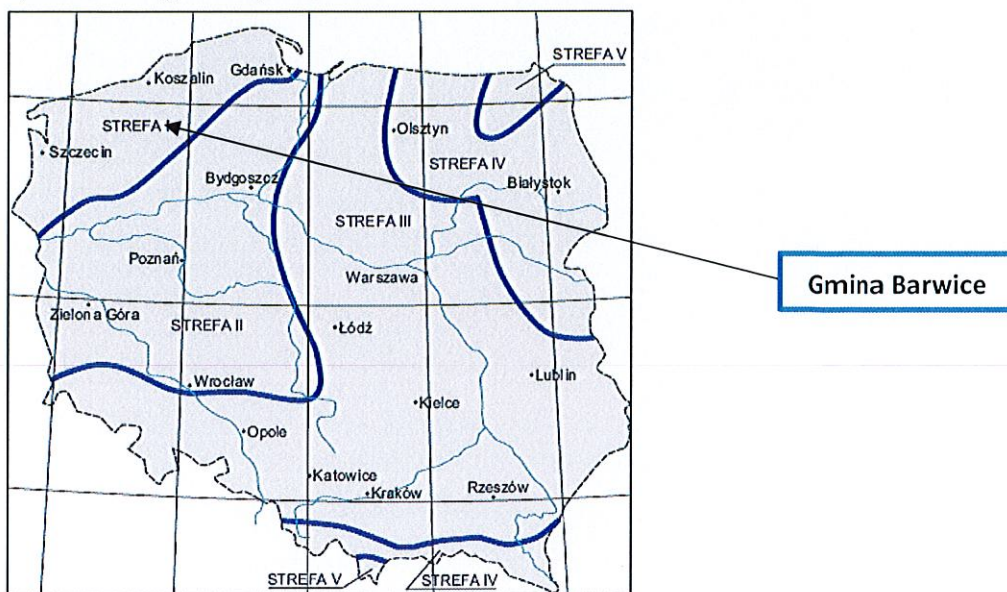 STREFA V
Gdańsk
Koszalin
STREFA I
Olsztyn
Szczecin
STREFA IV
Bydgoszcz
Białystok
STREFA III
Poznań
Warszawa
Gmina Barwice
Zielona Góra
STREFA II
Łódź
Wrocław
Lublin
Kielce
Opole
Katowice
Kraków
Rzeszów
STREFA V
STREFA IV